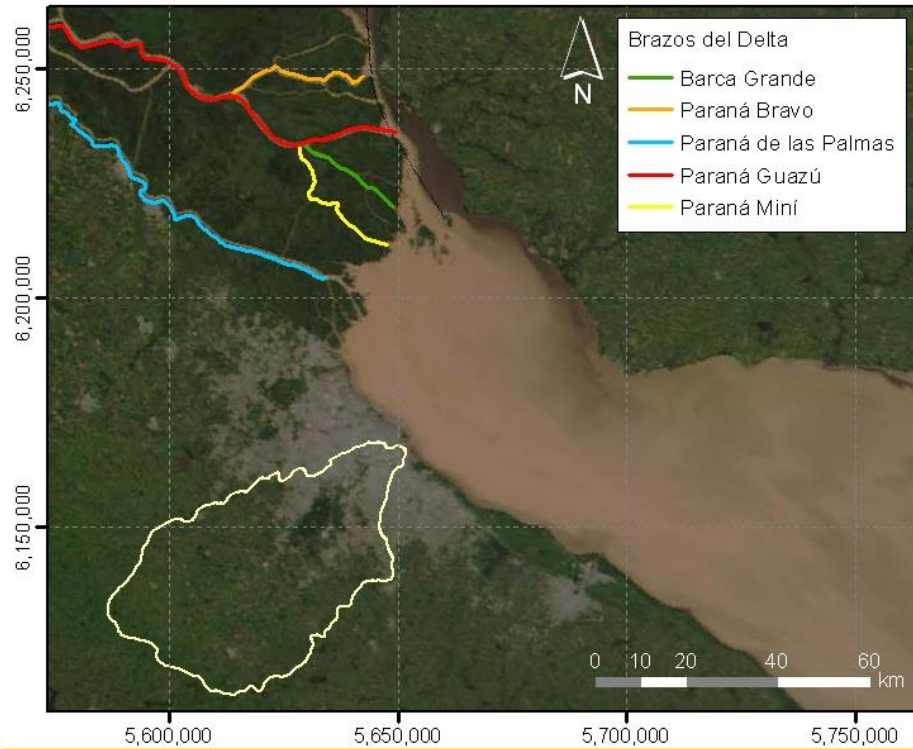 Brazos del Delta
Barca Grande
Paraná Bravo
Paraná de las Palmas
Paraná Guazú
Paraná Miní
N
6,250,000
6,200,000
6,150,000
0 10 20 40 60
km
5,600,000 5,650,000 5,700,000 5,750,000